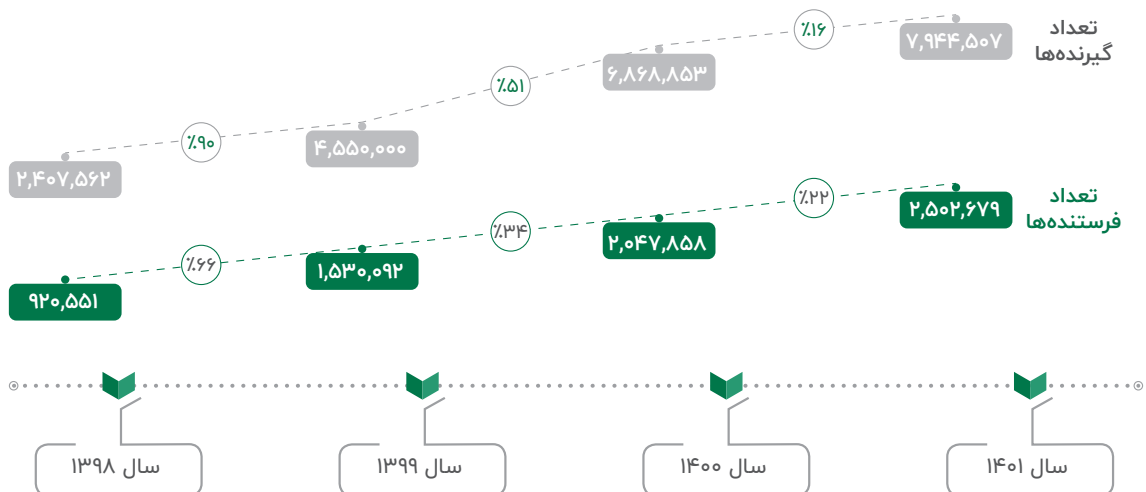 تعداد
گیرنده‌ها
۷,۹۴۴,۵۰۷
٪۱۶
۶,۸۶۸,۸۵۳
٪۵۱
۴,۵۵۰,۰۰۰
٪۹۰
۲,۴۰۷,۵۶۲
تعداد
فرستنده‌ها
۲,۵۰۲,۶۷۹
٪۲۲
۲,۰۴۷,۸۵۸
٪۳۴
۱,۵۳۰,۰۹۲
٪۶۶
۹۲۰,۵۵۱
سال ۱۳۹۸
سال ۱۳۹۹
سال ۱۴۰۰
سال ۱۴۰۱